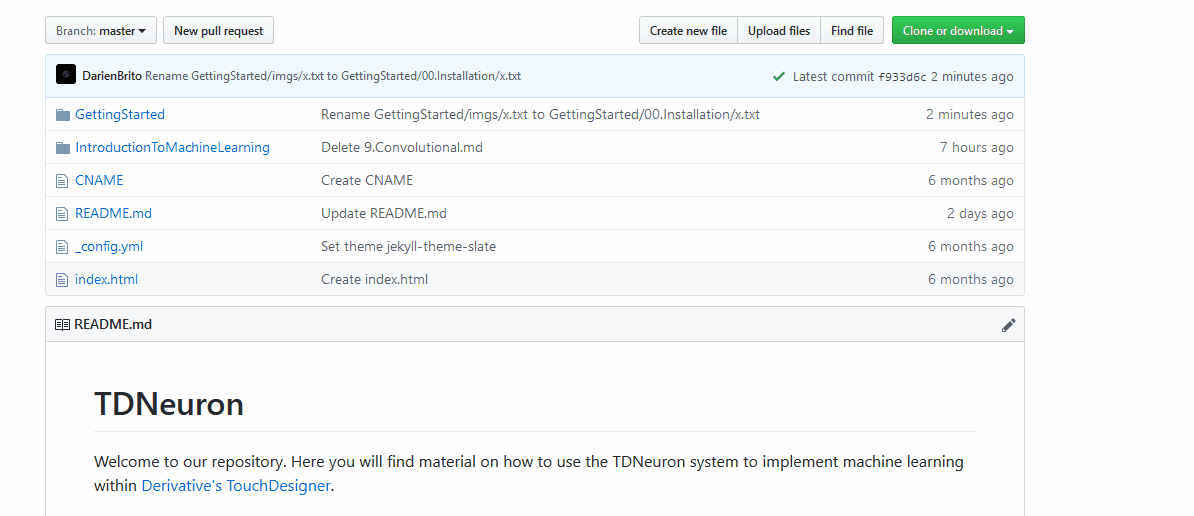 Branch: master New pull request Create new file Upload files Find file Clone or download
DarienBrito Rename GettingStarted/imgs/x.txt to GettingStarted/00.Installation/x.txt Latest commit f933d6c 2 minutes ago
GettingStarted Rename GettingStarted/imgs/x.txt to GettingStarted/00.Installation/x.txt 2 minutes ago
IntroductionToMachineLearning Delete 9.Convolutional.md 7 hours ago
CNAME Create CNAME 6 months ago
README.md Update README.md 2 days ago
_config.yml Set theme jekyll-theme-slate 6 months ago
index.html Create index.html 6 months ago
README.md
TDNeuron
Welcome to our repository. Here you will find material on how to use the TDNeuron system to implement machine learning
within Derivative's TouchDesigner.